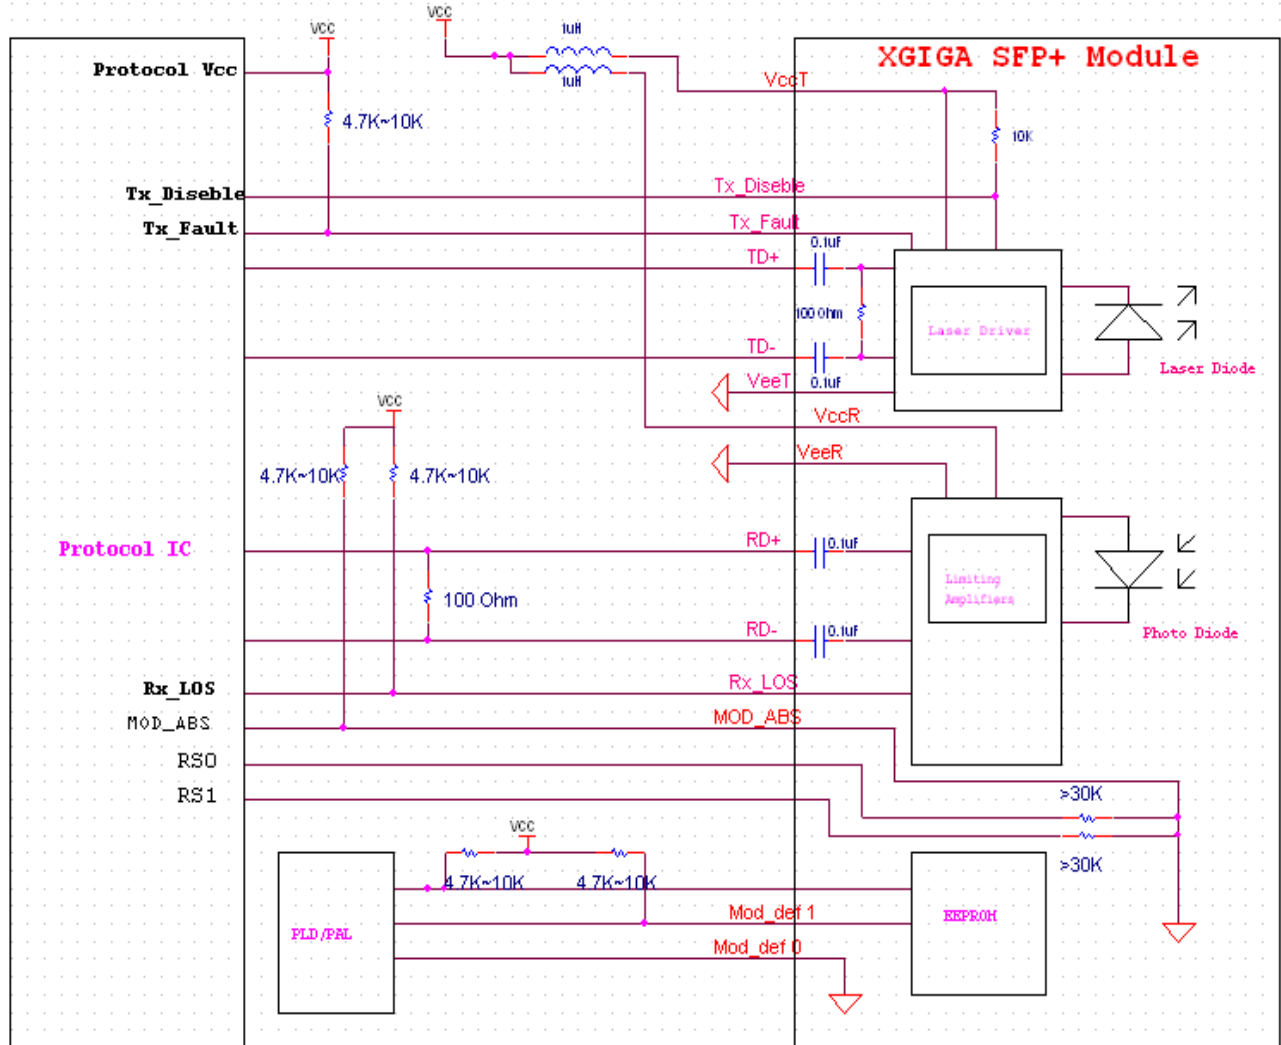 VCC
VCC
1uH
1uH
XGIGA SFP+ Module
Protocol Vcc
VccT
4.7K~10K
10K
Tx_Diseble
Tx_Diseble
Tx_Fault
Tx_Fault
0.1uF
TD+
100 Ohm
Laser Driver
TD-
Laser Diode
VeeT
0.1uF
VCC
VccR
VeeR
4.7K~10K
4.7K~10K
Protocol IC
RD+
0.1uF
Limiting
Amplifiers
100 Ohm
RD-
0.1uF
Photo Diode
Rx_LOS
Rx_LOS
MOD_ABS
MOD_ABS
RS0
RS1
>30K
VCC
>30K
4.7K~10K
4.7K~10K
Mod_def 1
EEPROM
PLD/PAL
Mod_def 0